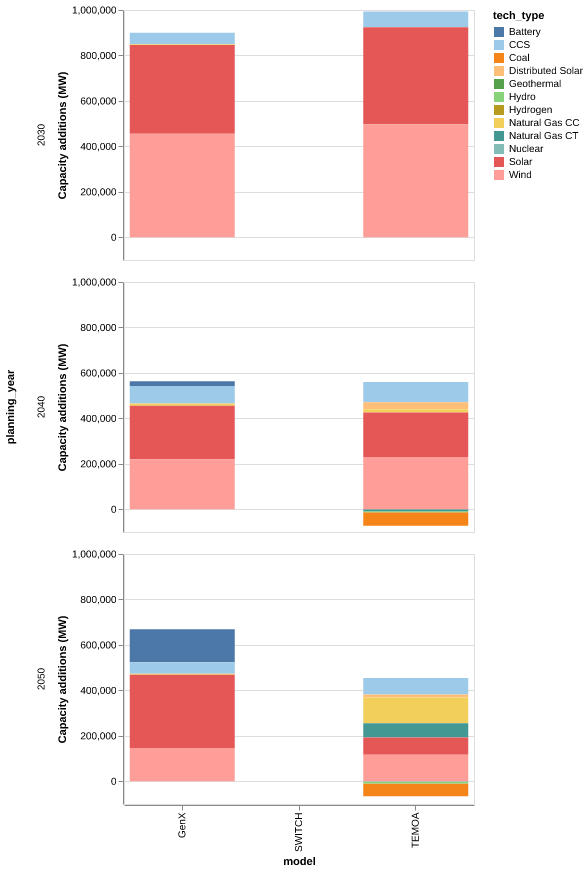 tech_type
Battery
CCS
Coal
Distributed Solar
Geothermal
Hydro
Hydrogen
Natural Gas CC
Natural Gas CT
Nuclear
Solar
Wind
planning_year
2030
Capacity additions (MW)
1,000,000
800,000
600,000
400,000
200,000
0
2040
Capacity additions (MW)
1,000,000
800,000
600,000
400,000
200,000
0
2050
Capacity additions (MW)
1,000,000
800,000
600,000
400,000
200,000
0
GenX
SWITCH
TEMOA
model